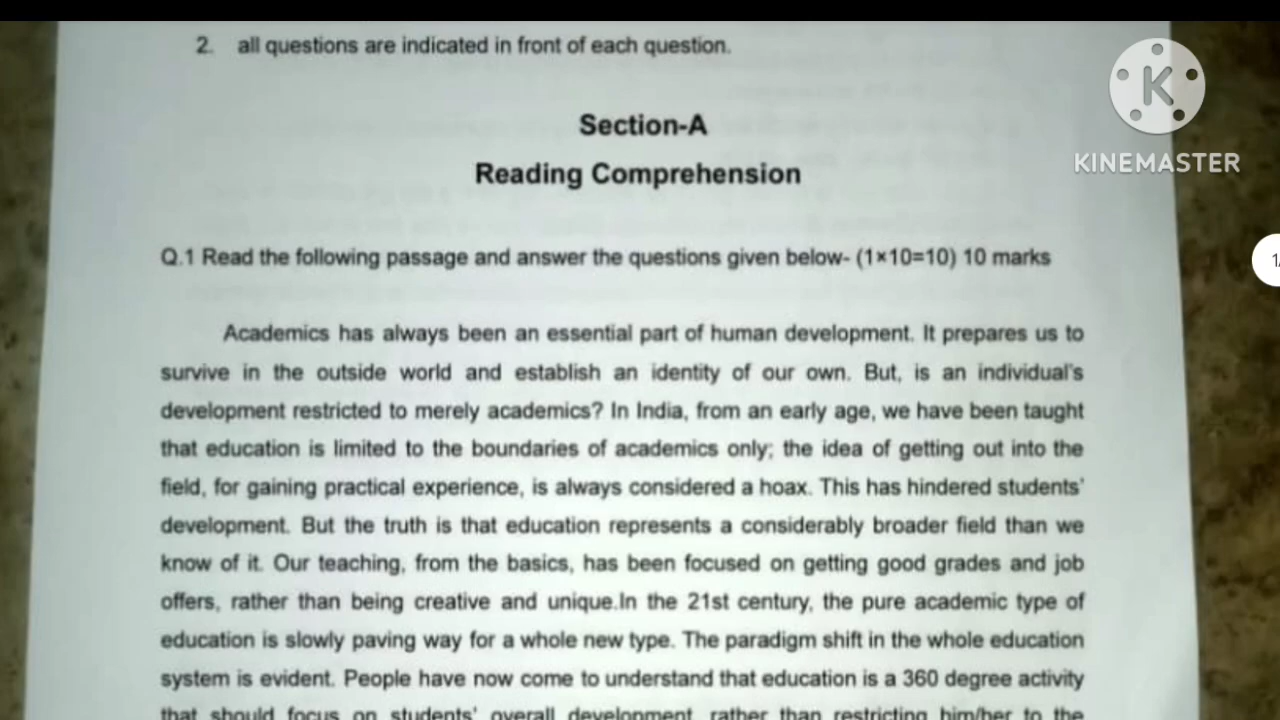 2. all questions are indicated in front of each question.
Section-A
Reading Comprehension
Q.1 Read the following passage and answer the questions given below- (1×10=10) 10 marks
Academics has always been an essential part of human development. It prepares us to
survive in the outside world and establish an identity of our own. But, is an individual's
development restricted to merely academics? In India, from an early age, we have been taught
that education is limited to the boundaries of academics only; the idea of getting out into the
field, for gaining practical experience, is always considered a hoax. This has hindered students'
development. But the truth is that education represents a considerably broader field than we
know of it. Our teaching, from the basics, has been focused on getting good grades and job
offers, rather than being creative and unique.In the 21st century, the pure academic type of
education is slowly paving way for a whole new type. The paradigm shift in the whole education
system is evident. People have now come to understand that education is a 360 degree activity
that should focus on students' overall development, rather than restricting him/her to the
K
KINEMASTER
1/